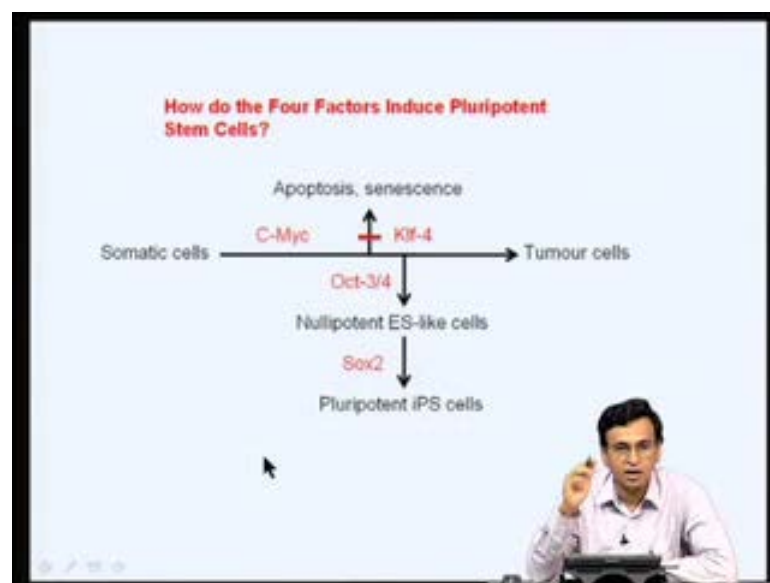 How do the Four Factors Induce Pluripotent
Stem Cells?
Apoptosis, senescence
C-Myc
Klf-4
Somatic cells
Tumour cells
Oct-3/4
Nullipotent ES-like cells
Sox2
Pluripotent iPS cells